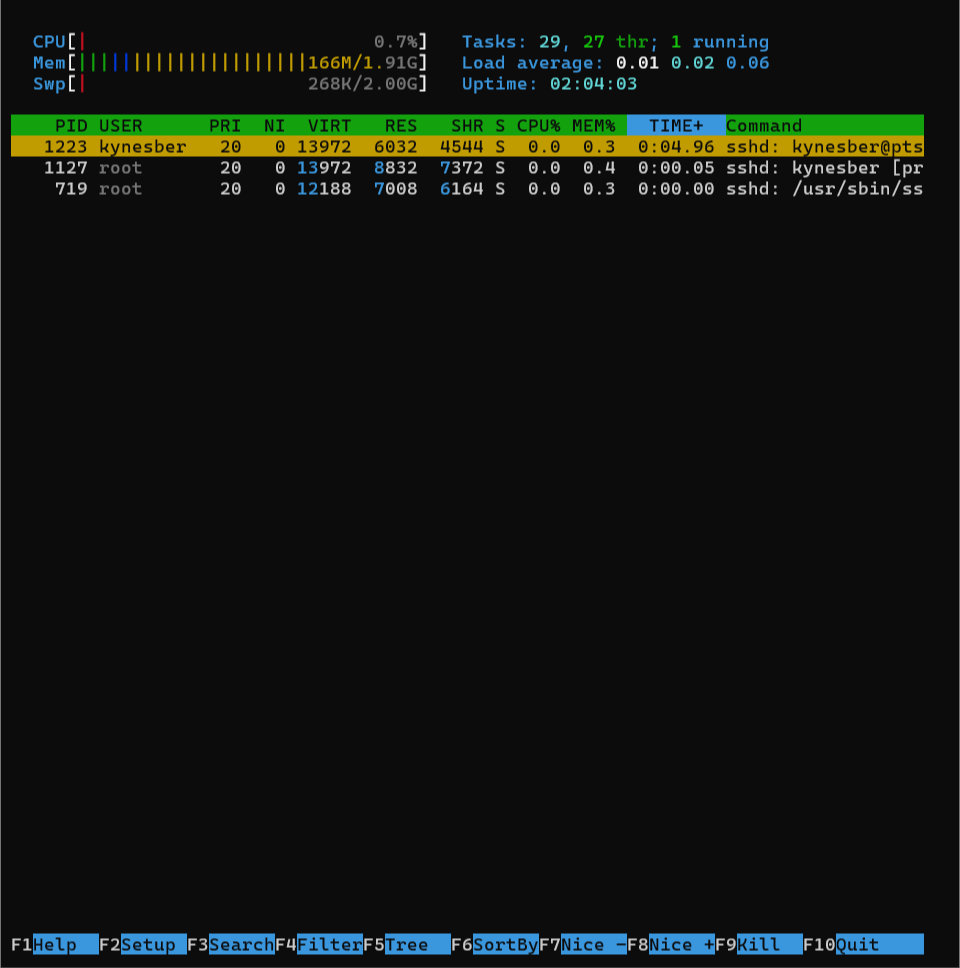 CPU[| 0.7%] Tasks: 29, 27 thr; 1 running
Mem[||||||||||||||||||||||166M/1.91G] Load average: 0.01 0.02 0.06
Swp[| 268K/2.00G] Uptime: 02:04:03
PID USER PRI NI VIRT RES SHR S CPU% MEM% TIME+ Command
1223 kynesber 20 0 13972 6032 4544 S 0.0 0.3 0:04.96 sshd: kynesber@pts
1127 root 20 0 13972 8832 7372 S 0.0 0.4 0:00.05 sshd: kynesber [pr
719 root 20 0 12188 7008 6164 S 0.0 0.3 0:00.00 sshd: /usr/sbin/ss
F1Help F2Setup F3SearchF4FilterF5Tree F6SortByF7Nice -F8Nice +F9Kill F10Quit